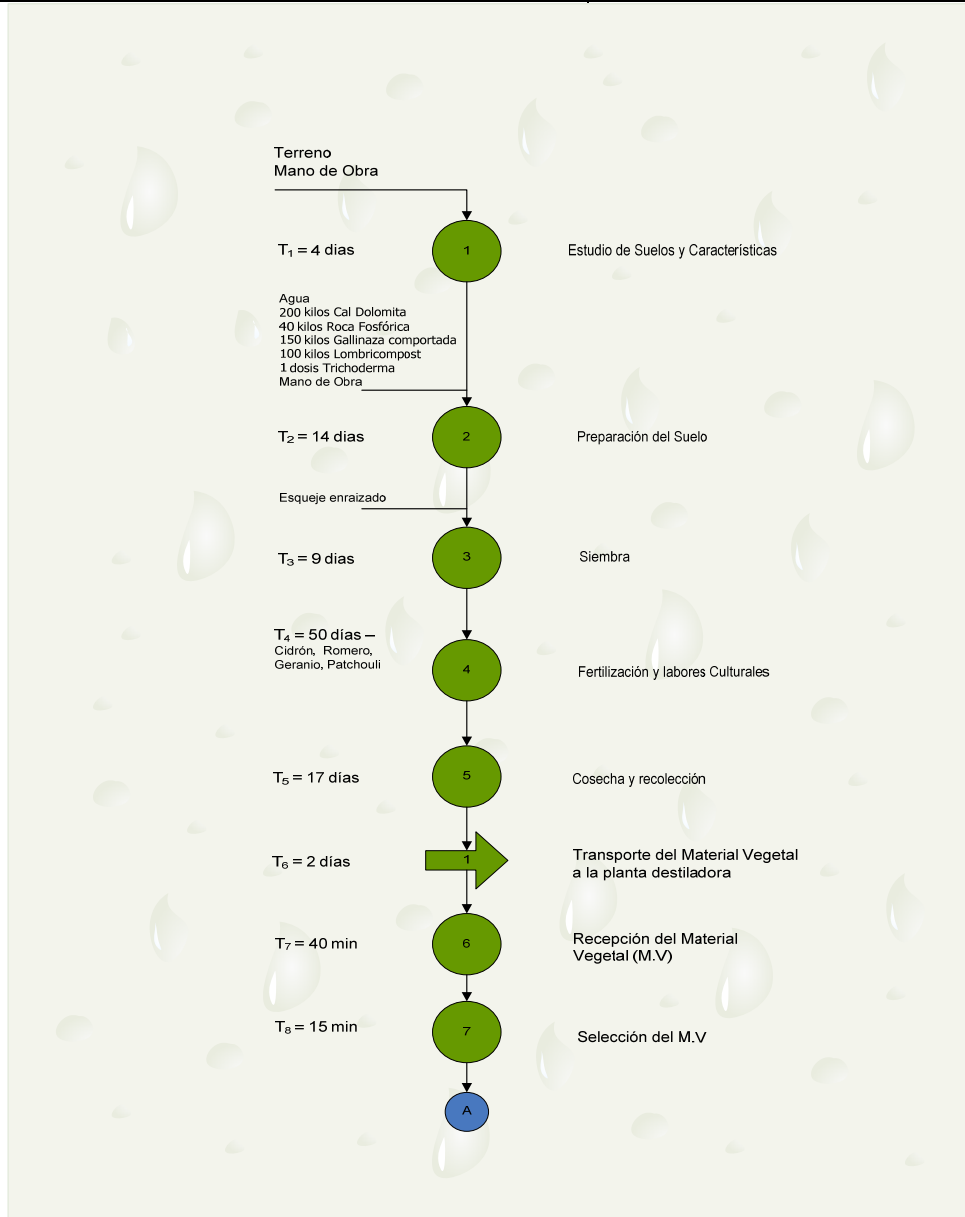 Terreno
Mano de Obra
T₁ = 4 dias
1
Estudio de Suelos y Características
Agua
200 kilos Cal Dolomita
40 kilos Roca Fosfórica
150 kilos Gallinaza comportada
100 kilos Lombricompost
1 dosis Trichoderma
Mano de Obra
T₂ = 14 dias
2
Preparación del Suelo
Esqueje enraizado
T₃ = 9 dias
3
Siembra
T₄ = 50 días –
Cidrón, Romero,
Geranio, Patchouli
4
Fertilización y labores Culturales
T₅ = 17 días
5
Cosecha y recolección
T₆ = 2 días
1
Transporte del Material Vegetal
a la planta destiladora
T₇ = 40 min
6
Recepción del Material
Vegetal (M.V)
T₈ = 15 min
7
Selección del M.V
A